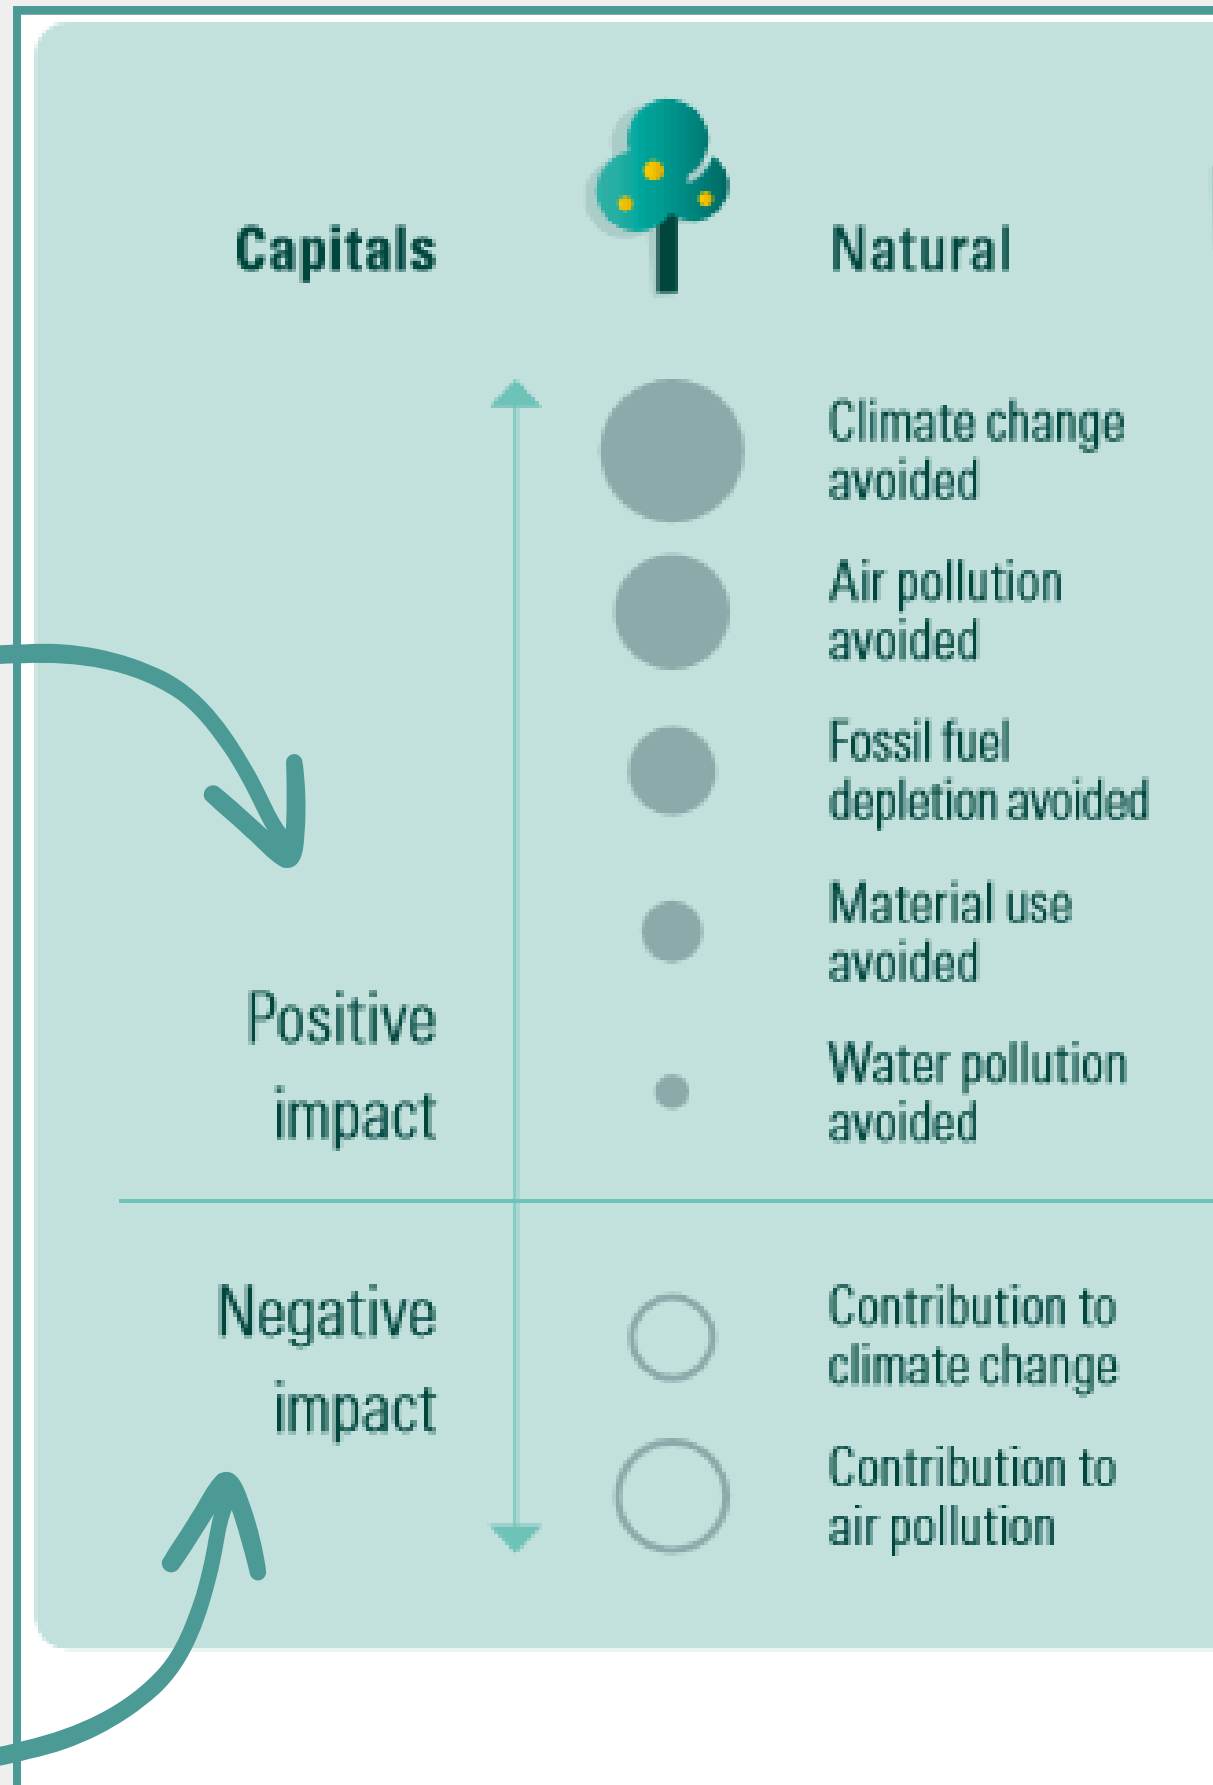 Capitals
Natural
Climate change
avoided
Air pollution
avoided
Fossil fuel
depletion avoided
Material use
avoided
Water pollution
avoided
Positive
impact
Negative
impact
Contribution to
climate change
Contribution to
air pollution